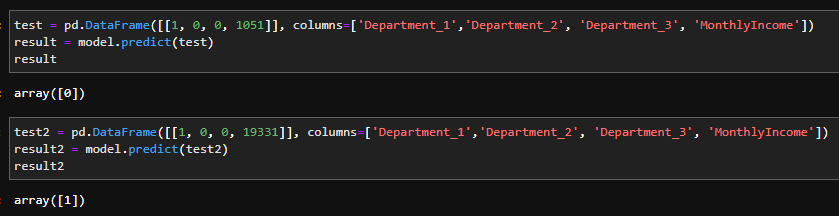 test = pd.DataFrame([[1, 0, 0, 1051]], columns=['Department_1','Department_2', 'Department_3', 'MonthlyIncome'])
result = model.predict(test)
result
array([0])
test2 = pd.DataFrame([[1, 0, 0, 19331]], columns=['Department_1','Department_2', 'Department_3', 'MonthlyIncome'])
result2 = model.predict(test2)
result2
array([1])